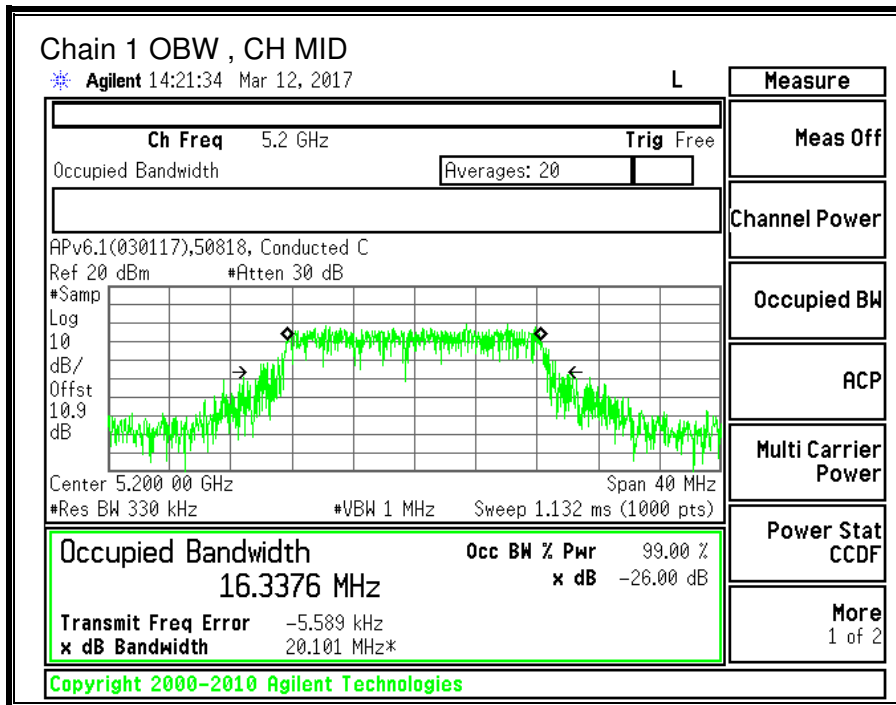 Chain 1 OBW , CH MID
Agilent 14:21:34 Mar 12, 2017 L
Ch Freq 5.2 GHz Trig Free
Occupied Bandwidth Averages: 20
APv6.1(030117),50818, Conducted C
Ref 20 dBm #Atten 30 dB
#Samp
Log
10
dB/
Offst
10.9
dB
Center 5.200 00 GHz Span 40 MHz
#Res BW 330 kHz #VBW 1 MHz Sweep 1.132 ms (1000 pts)
Occupied Bandwidth Occ BW % Pwr 99.00 %
16.3376 MHz x dB -26.00 dB
Transmit Freq Error -5.589 kHz
x dB Bandwidth 20.101 MHz*
Copyright 2000-2010 Agilent Technologies
Measure
Meas Off
Channel Power
Occupied BW
ACP
Multi Carrier
Power
Power Stat
CCDF
More
1 of 2